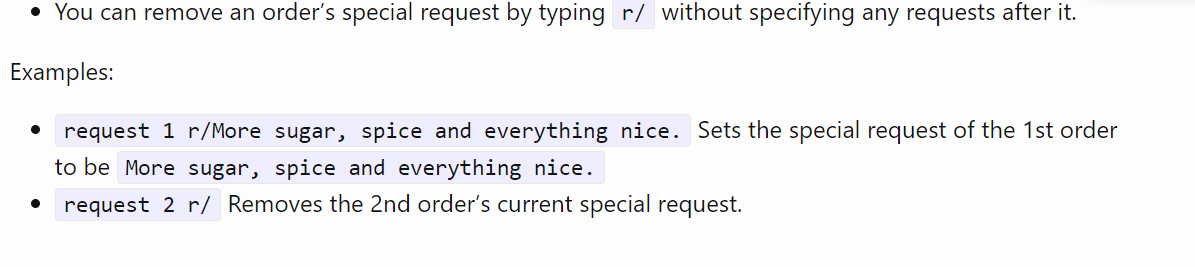 • You can remove an order's special request by typing r/ without specifying any requests after it.
Examples:
• request 1 r/More sugar, spice and everything nice. Sets the special request of the 1st order
to be More sugar, spice and everything nice.
• request 2 r/ Removes the 2nd order's current special request.